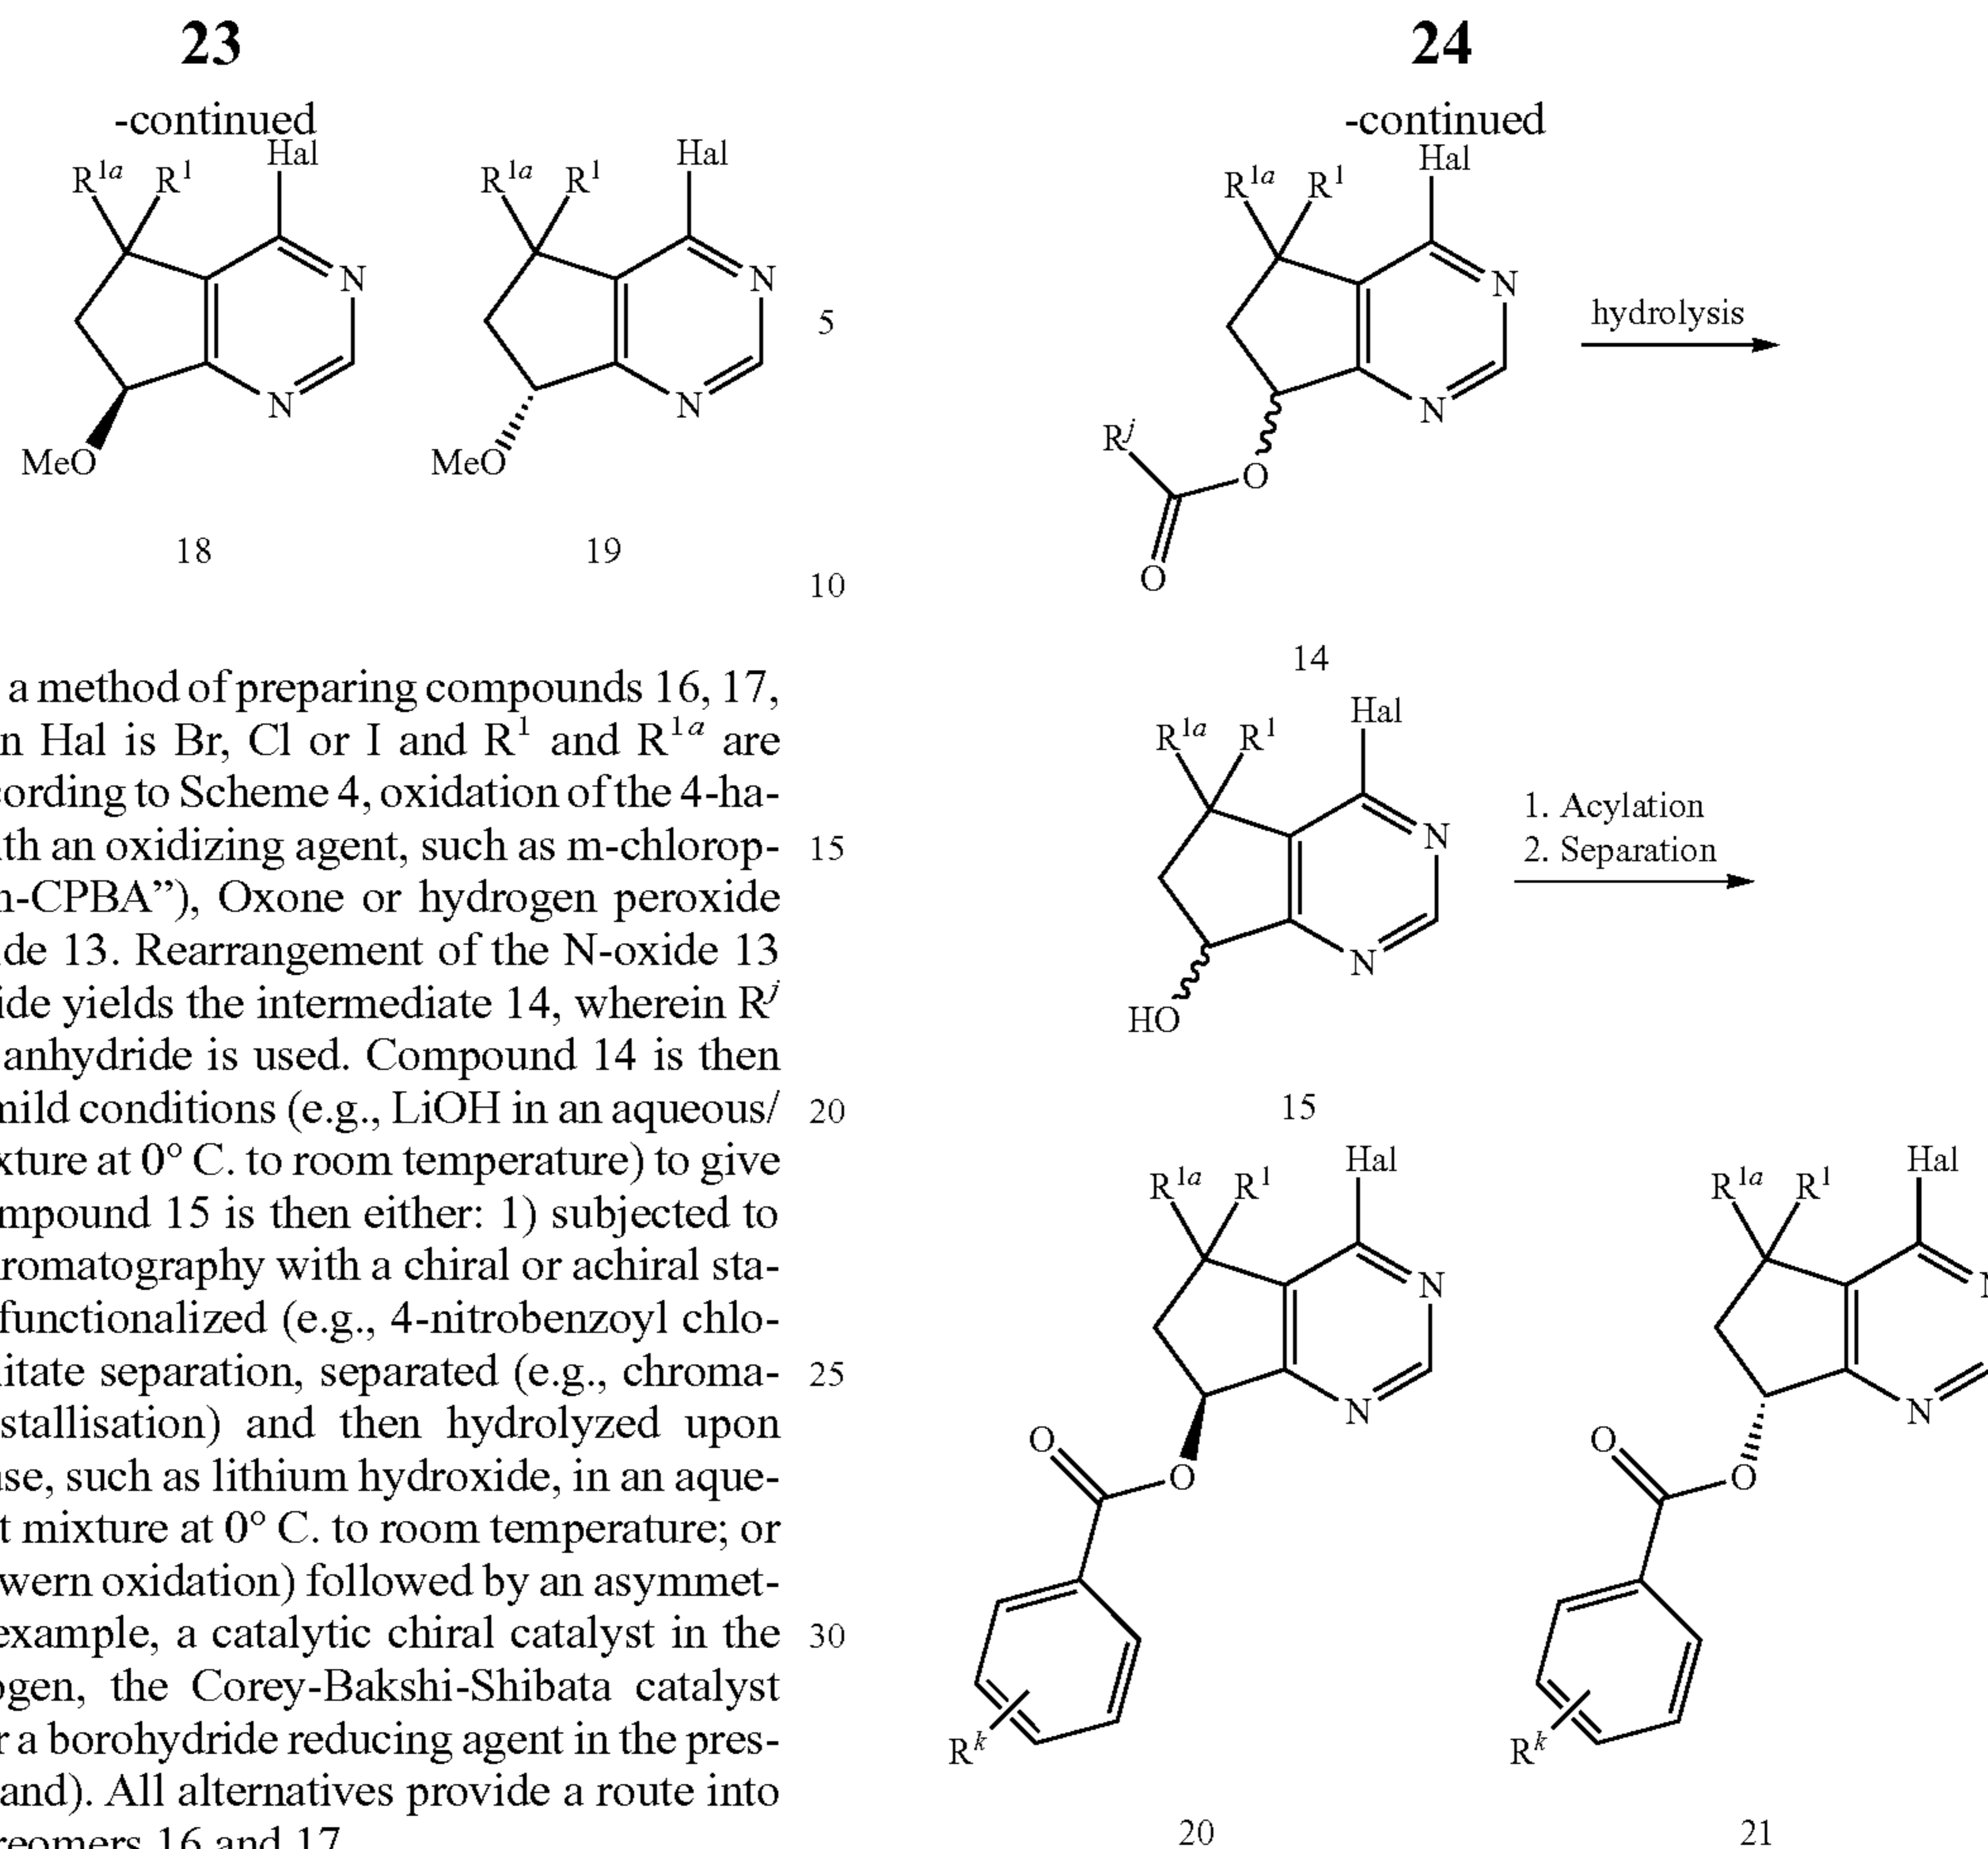 23
-continued
R1a R1 Hal
N
N
MeO
18
R1a R1 Hal
N
N
MeO
19
5
10
a method of preparing compounds 16, 17,
n Hal is Br, Cl or I and R1 and R1a are
cording to Scheme 4, oxidation of the 4-ha-
ith an oxidizing agent, such as m-chlorop- 15
n-CPBA”), Oxone or hydrogen peroxide
de 13. Rearrangement of the N-oxide 13
ide yields the intermediate 14, wherein Rj
anhydride is used. Compound 14 is then
mild conditions (e.g., LiOH in an aqueous/ 20
xture at 0° C. to room temperature) to give
mpound 15 is then either: 1) subjected to
romatography with a chiral or achiral sta-
functionalized (e.g., 4-nitrobenzoyl chlo-
litate separation, separated (e.g., chroma- 25
stallisation) and then hydrolyzed upon
ase, such as lithium hydroxide, in an aque-
t mixture at 0° C. to room temperature; or
wern oxidation) followed by an asymmet-
example, a catalytic chiral catalyst in the 30
ogen, the Corey-Bakshi-Shibata catalyst
r a borohydride reducing agent in the pres-
and). All alternatives provide a route into
reomers 16 and 17
24
-continued
R1a R1 Hal
N
N
Rj
O
O
hydrolysis
14
R1a R1 Hal
N
N
HO
1. Acylation
2. Separation
15
R1a R1 Hal
N
N
O
O
Rk
20
R1a R1 Hal
N
N
O
O
Rk
21